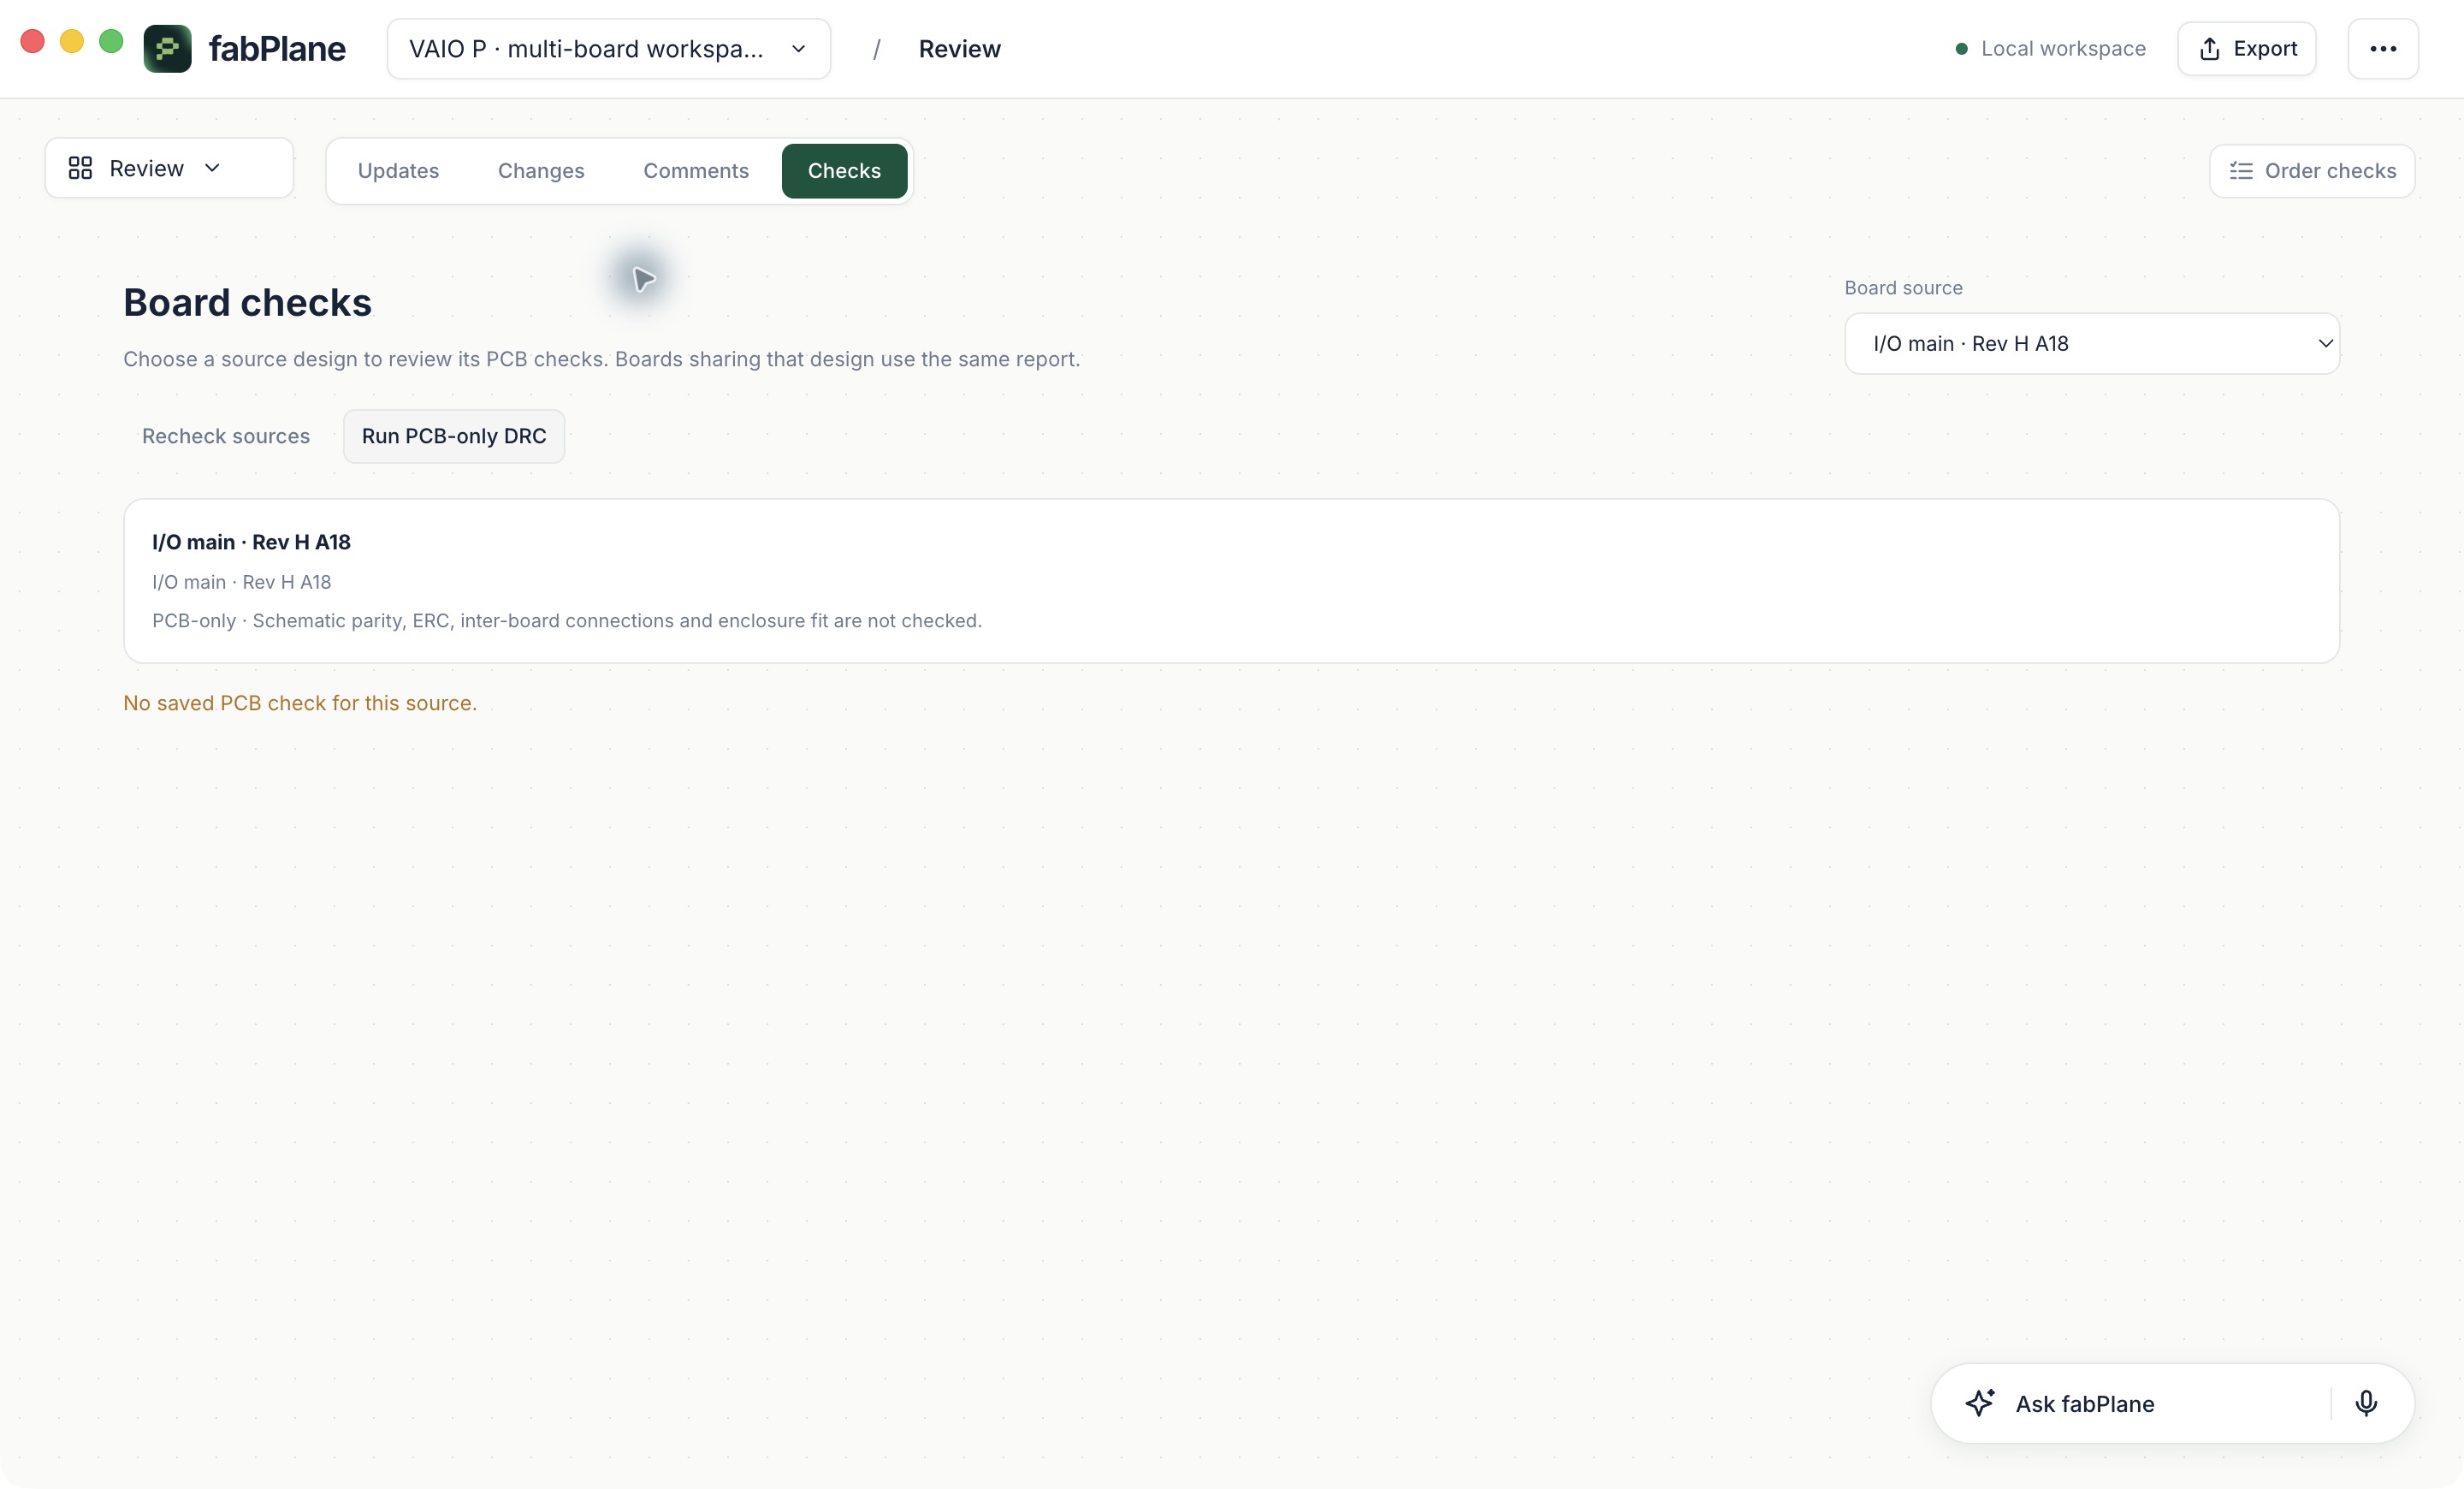 fabPlane
VAIO P · multi-board workspa...
/
Review
Local workspace
Export
Review
Updates
Changes
Comments
Checks
Order checks
Board checks
Choose a source design to review its PCB checks. Boards sharing that design use the same report.
Board source
I/O main · Rev H A18
Recheck sources
Run PCB-only DRC
I/O main · Rev H A18
I/O main · Rev H A18
PCB-only · Schematic parity, ERC, inter-board connections and enclosure fit are not checked.
No saved PCB check for this source.
Ask fabPlane